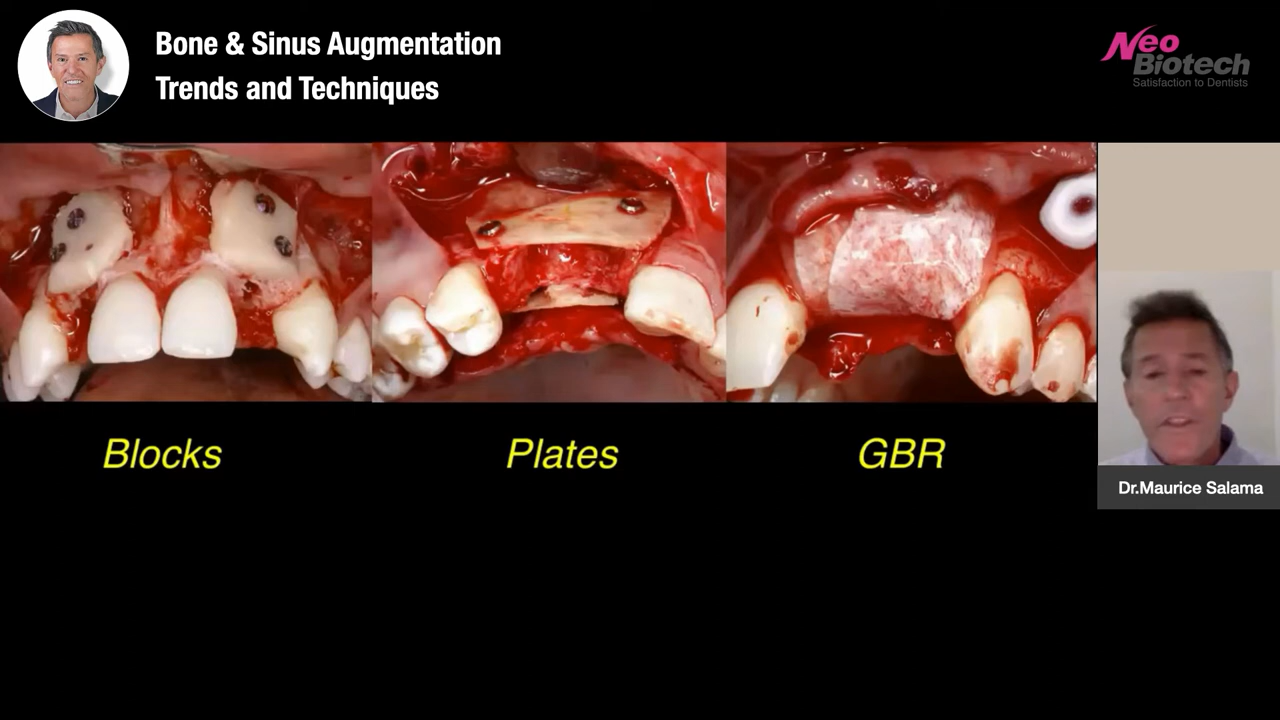 Bone & Sinus Augmentation
Trends and Techniques
Neo
Biotech
Satisfaction to Dentists
Blocks
Plates
GBR
Dr.Maurice Salama